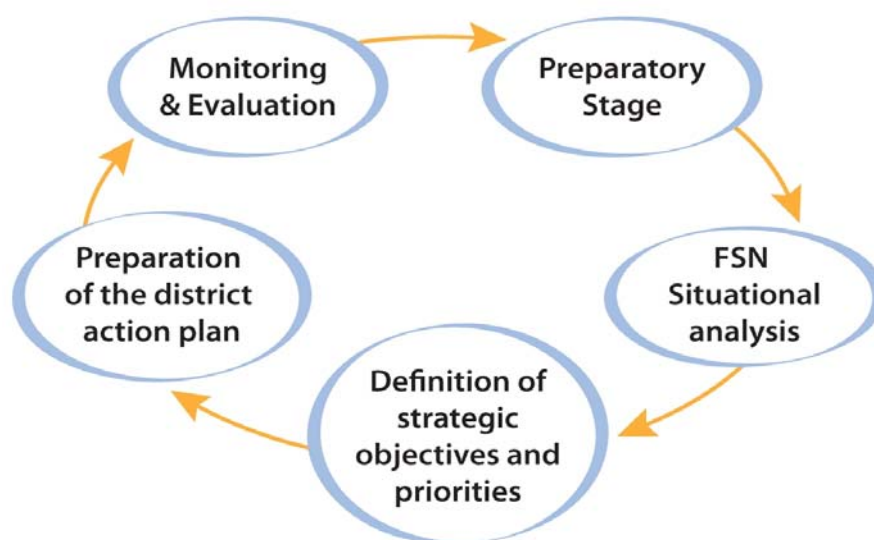 Monitoring
& Evaluation
Preparatory
Stage
FSN
Situational
analysis
Definition of
strategic
objectives and
priorities
Preparation
of the district
action plan